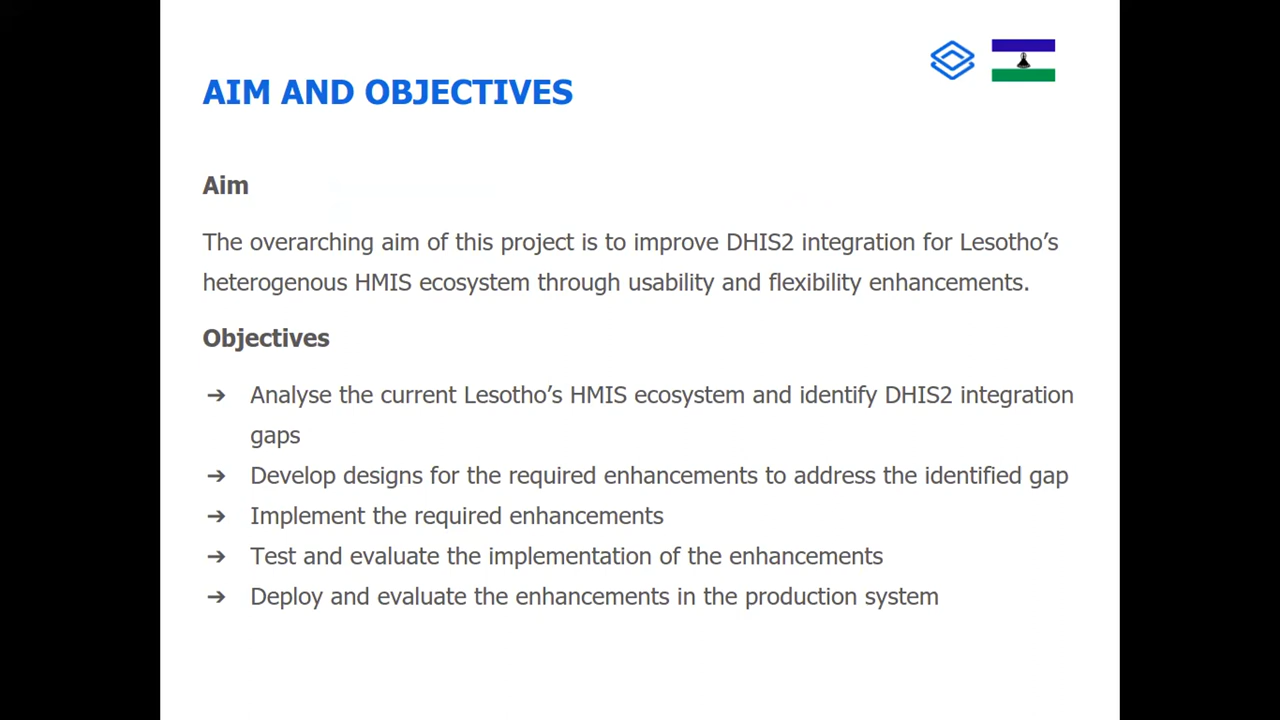 AIM AND OBJECTIVES
Aim
The overarching aim of this project is to improve DHIS2 integration for Lesotho’s
heterogenous HMIS ecosystem through usability and flexibility enhancements.
Objectives
➔ Analyse the current Lesotho’s HMIS ecosystem and identify DHIS2 integration
gaps
➔ Develop designs for the required enhancements to address the identified gap
➔ Implement the required enhancements
➔ Test and evaluate the implementation of the enhancements
➔ Deploy and evaluate the enhancements in the production system